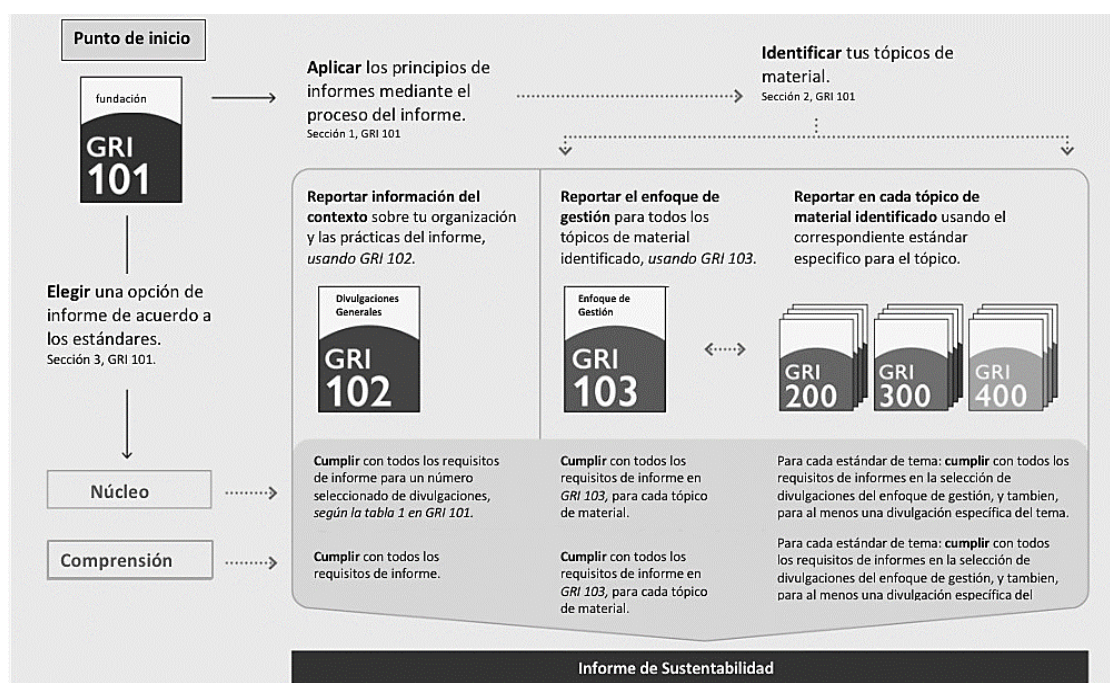 Punto de inicio
fundación
GRI
101
Aplicar los principios de
informes mediante el
proceso del informe.
Sección 1, GRI 101
Identificar tus tópicos de
material.
Sección 2, GRI 101
Elegir una opción de
informe de acuerdo a
los estándares.
Sección 3, GRI 101.
Reportar información del
contexto sobre tu organización
y las prácticas del informe,
usando GRI 102.
Divulgaciones
Generales
GRI
102
Reportar el enfoque de
gestión para todos los
tópicos de material
identificado, usando GRI 103.
Enfoque de
Gestión
GRI
103
Reportar en cada tópico de
material identificado usando el
correspondiente estándar
especifico para el tópico.
GRI
200
GRI
300
GRI
400
Núcleo
Cumplir con todos los requisitos
de informe para un número
seleccionado de divulgaciones,
según la tabla 1 en GRI 101.
Cumplir con todos los
requisitos de informe en
GRI 103, para cada tópico
de material.
Para cada estándar de tema: cumplir con todos los
requisitos de informes en la selección de
divulgaciones del enfoque de gestión, y tambien,
para al menos una divulgación específica del tema.
Comprensión
Cumplir con todos los
requisitos de informe.
Cumplir con todos los
requisitos de informe en
GRI 103, para cada tópico
de material.
Para cada estándar de tema: cumplir con todos
los requisitos de informes en la selección de
divulgaciones del enfoque de gestión, y tambien,
para al menos una divulgación específica del
Informe de Sustentabilidad